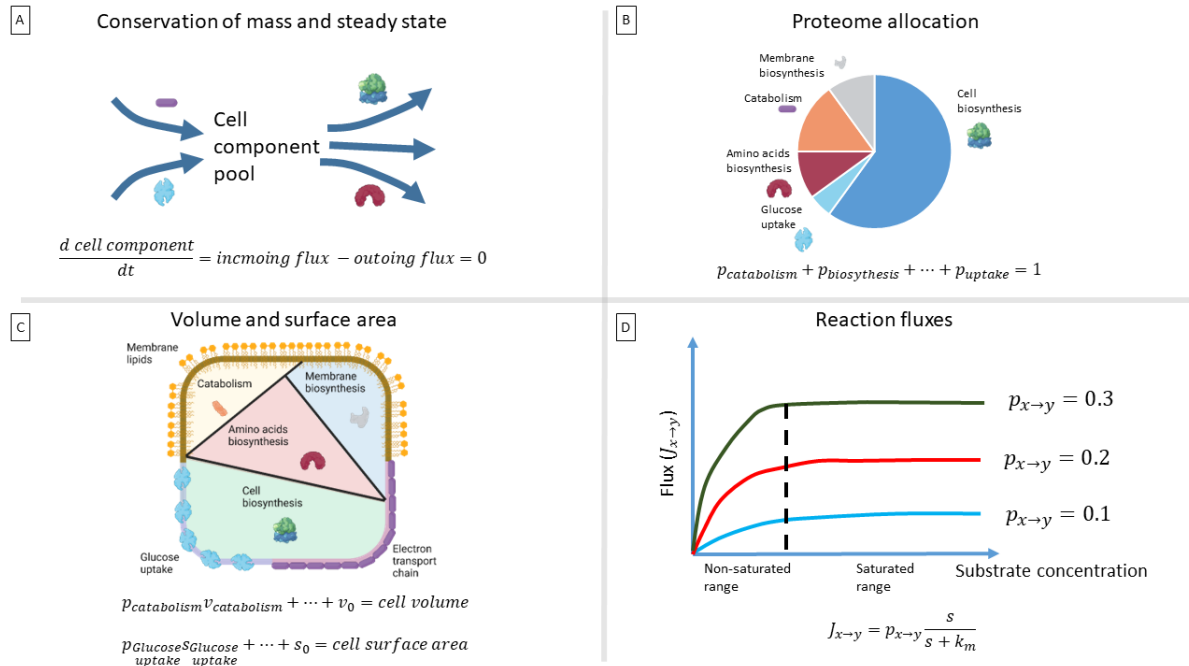 A
Conservation of mass and steady state
Cell
component
pool
d cell component
dt
= incmoing flux − outoing flux = 0
B
Proteome allocation
Membrane
biosynthesis
Catabolism
Amino acids
biosynthesis
Glucose
uptake
Cell
biosynthesis
p_catabolism + p_biosythesis + ⋯ + p_uptake = 1
C
Volume and surface area
Membrane
lipids
Catabolism
Membrane
biosynthesis
Amino acids
biosynthesis
Cell
biosynthesis
Glucose
uptake
Electron
transport
chain
p_catabolism v_catabolism + ⋯ + v_0 = cell volume
p_Glucose uptake s_Glucose uptake + ⋯ + s_0 = cell surface area
D
Reaction fluxes
Flux (J_x→y)
p_x→y = 0.3
p_x→y = 0.2
p_x→y = 0.1
Non-saturated
range
Saturated
range
Substrate concentration
J_x→y = p_x→y s / (s + k_m)